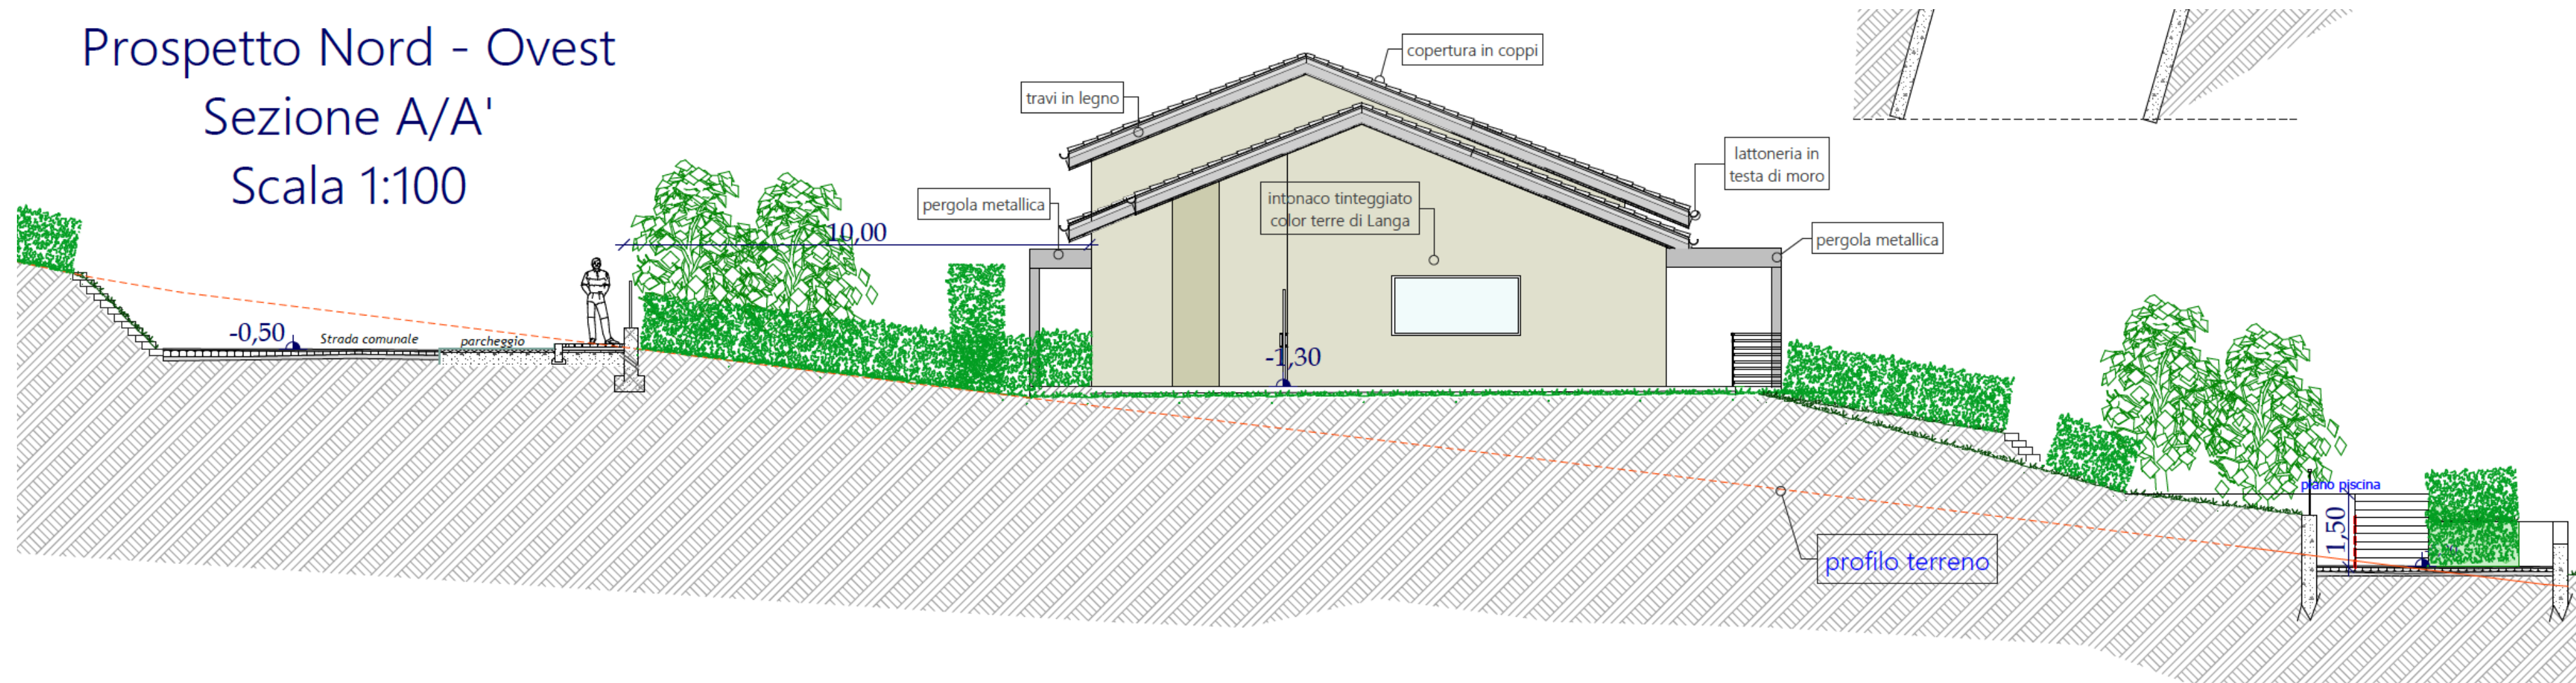 Prospetto Nord - Ovest
Sezione A/A'
Scala 1:100
copertura in coppi
travi in legno
lattoneria in
testa di moro
pergola metallica
intonaco tinteggiato
color terre di Langa
10,00
pergola metallica
-0,50
Strada comunale
parcheggio
-1,30
piano piscina
1,50
profilo terreno